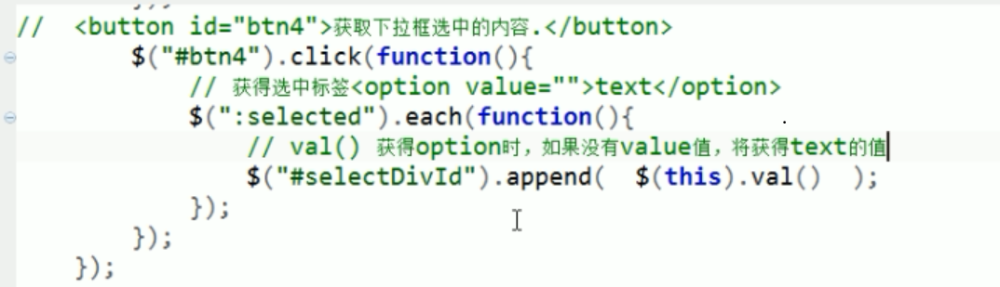 //  <button id="btn4">获取下拉框选中的内容.</button>
$("#btn4").click(function(){
// 获得选中标签<option value="">text</option>
$(":selected").each(function(){
// val() 获得option时，如果没有value值，将获得text的值
$("#selectDivId").append(  $(this).val()  );
});
});
});